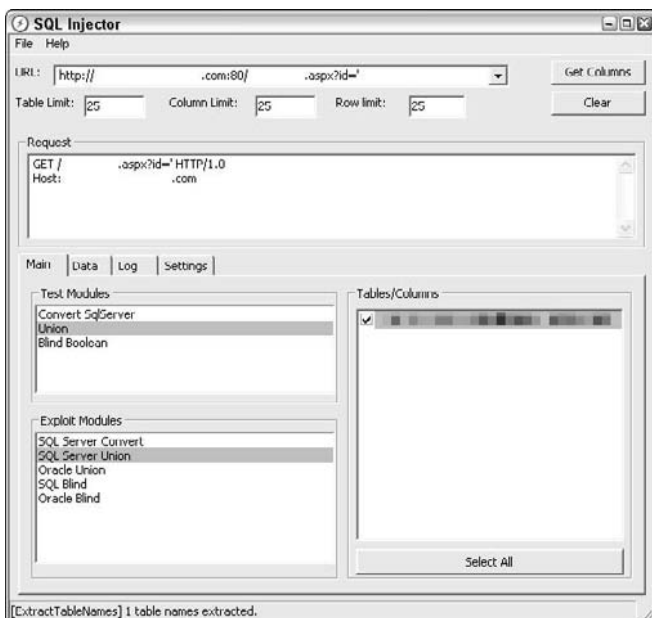 SQL Injector
File Help
URL: http:// .com:80/ .aspx?id=' Get Columns
Table Limit: 25 Column Limit: 25 Row limit: 25 Clear
Request
GET / .aspx?id=' HTTP/1.0
Host: .com
Main Data Log Settings
Test Modules
Convert SqlServer
Union
Blind Boolean
Exploit Modules
SQL Server Convert
SQL Server Union
Oracle Union
SQL Blind
Oracle Blind
Tables/Columns
Select All
[ExtractTableNames] 1 table names extracted.